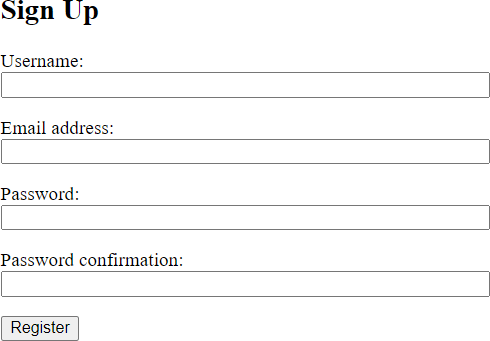 Sign Up
Username:
Email address:
Password:
Password confirmation:
Register